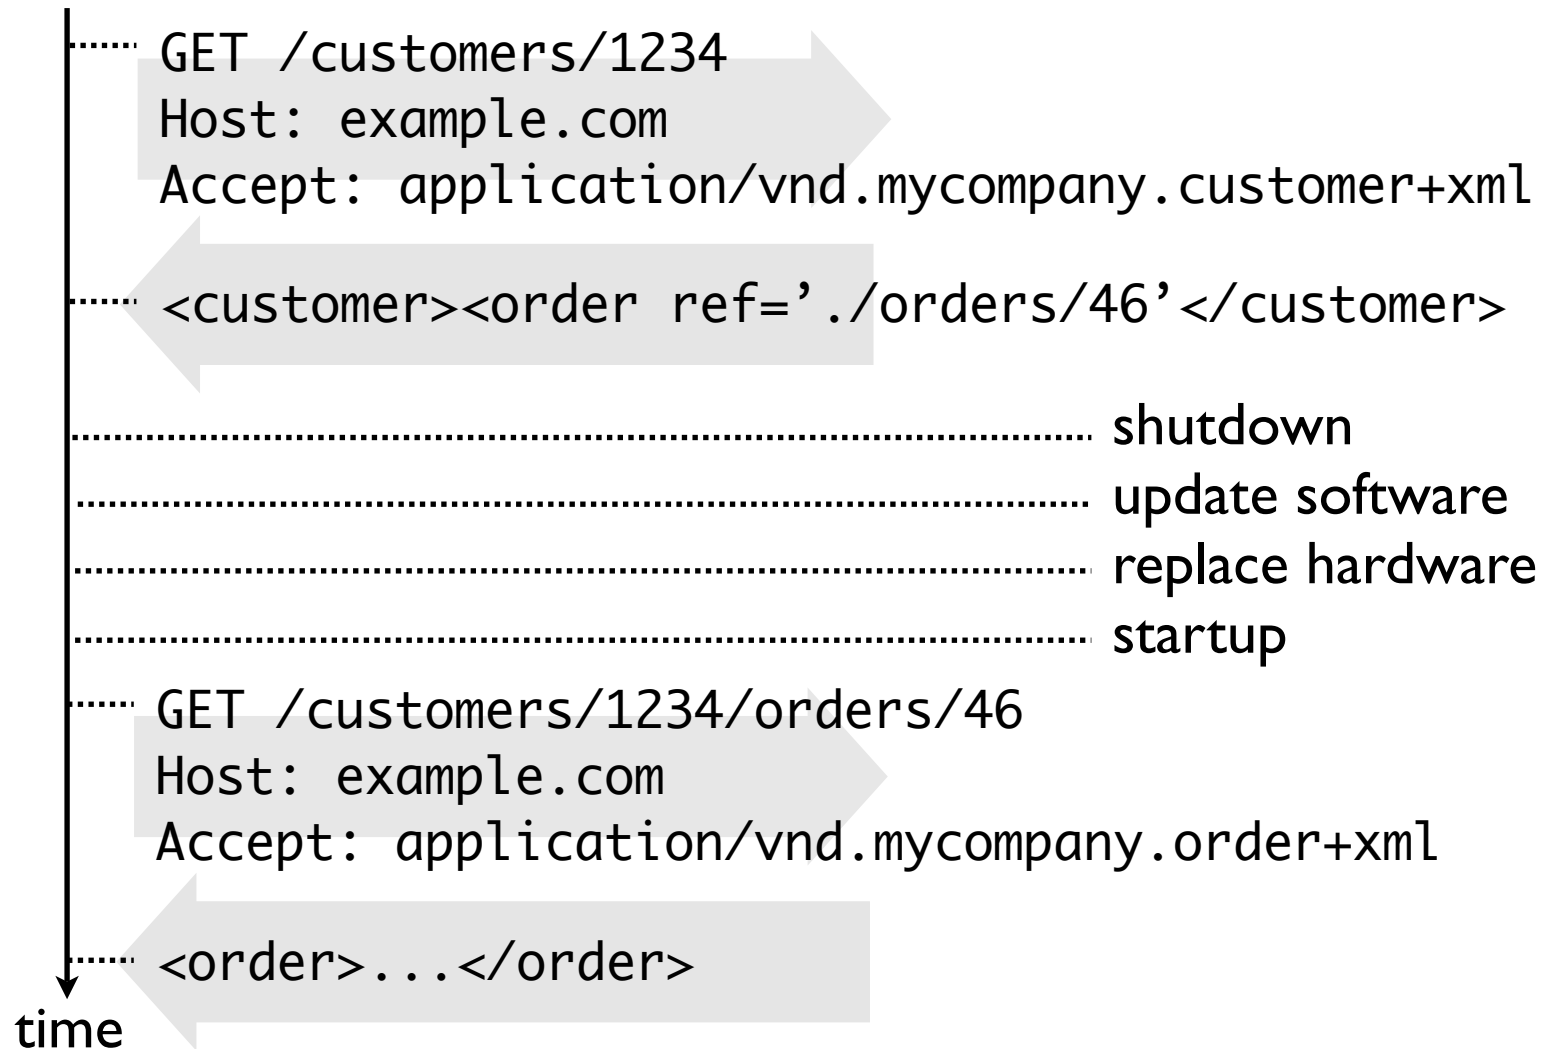 GET /customers/1234
Host: example.com
Accept: application/vnd.mycompany.customer+xml
<customer><order ref=’./orders/46’</customer>
shutdown
update software
replace hardware
startup
GET /customers/1234/orders/46
Host: example.com
Accept: application/vnd.mycompany.order+xml
<order>...</order>
time